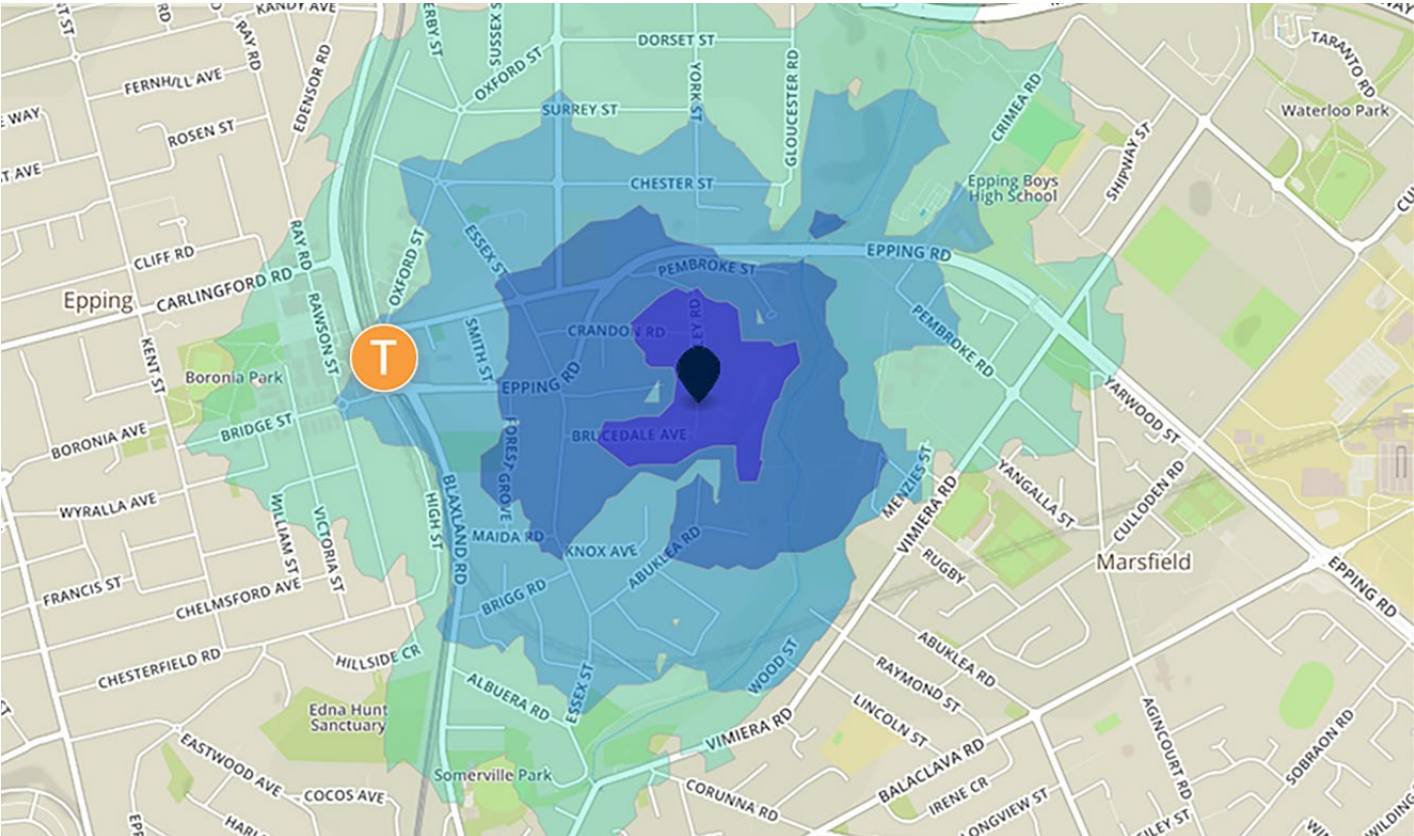 KANDY AVE
RAY RD
EDENSOR RD
FERNHILL AVE
ROSEN ST
CLIFF RD
Epping
CARLINGFORD RD
RAY RD
RAWSON ST
OXFORD ST
KENT ST
T
Boronia Park
BRIDGE ST
BORONIA AVE
WYRALLA AVE
FRANCIS ST
WILLIAM ST
VICTORIA ST
CHELMSFORD AVE
CHESTERFIELD RD
HILLSIDE CR
Edna Hunt
Sanctuary
EASTWOOD AVE
COCOS AVE
HIGH ST
BLAXLAND RD
OXFORD ST
DORSET ST
YORK ST
SURREY ST
GLOUCESTER RD
CHESTER ST
ESSEX ST
PEMBROKE ST
EPPING RD
CRANDON RD
SMITH ST
EPPING RD
BRUCEDALE AVE
FOREST GROVE
MAIDA RD
KNOX AVE
ABUKLEA RD
BRIGG RD
ALBUERA RD
ESSEX ST
WOOD ST
Somerville Park
VIMIERA RD
CORUNNA RD
CRIMEA RD
SHIPWAY ST
Epping Boys
High School
TARANTO RD
Waterloo Park
PEMBROKE RD
YARWOOD ST
MENZIES ST
VIMIERA RD
YANGALLA ST
CULLODEN RD
Marsfield
RUGBY
EPPING RD
ABUKLEA RD
RAYMOND ST
LINCOLN ST
BALACLAVA RD
AGINCOURT RD
SOBRAON RD
IRENE CR
LONGVIEW ST